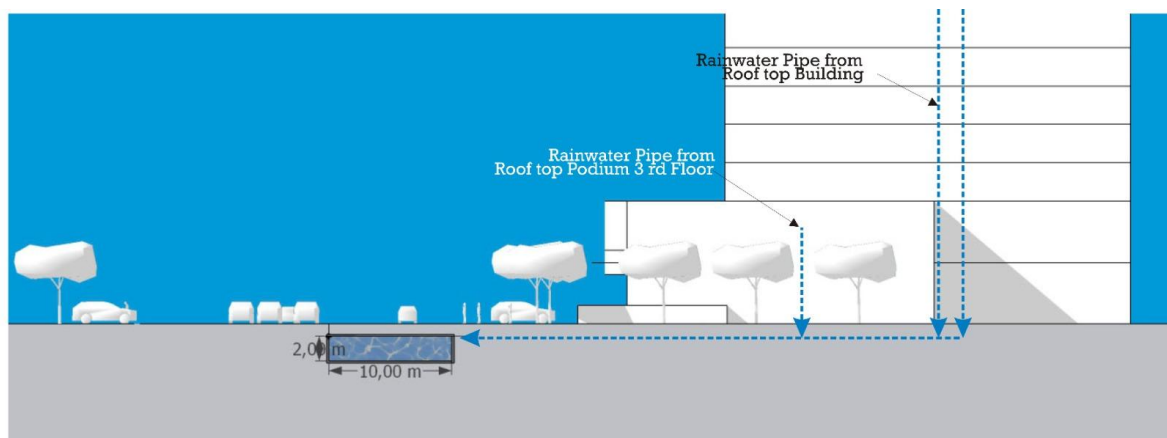 Rainwater Pipe from
Roof top Building
Rainwater Pipe from
Roof top Podium 3 rd Floor
2,00 m
10,00 m